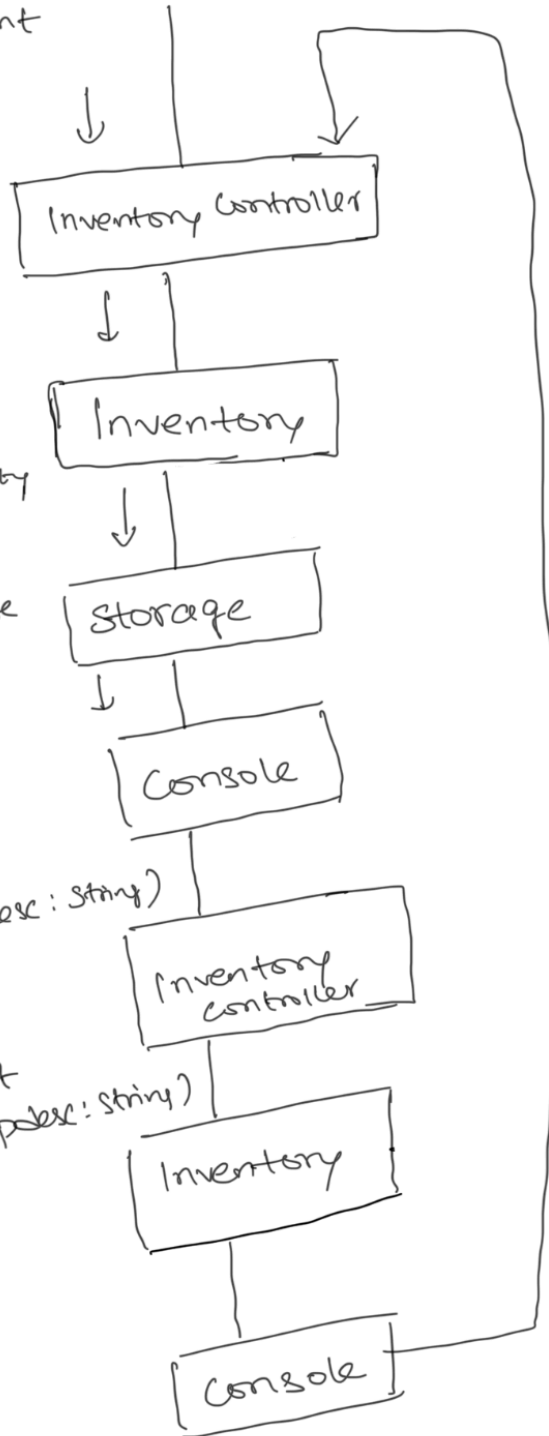 nt
Inventory Controller
Inventory
ty
e
Storage
Console
esc : string)
Inventory
controller
t
pdesc : string)
Inventory
Console